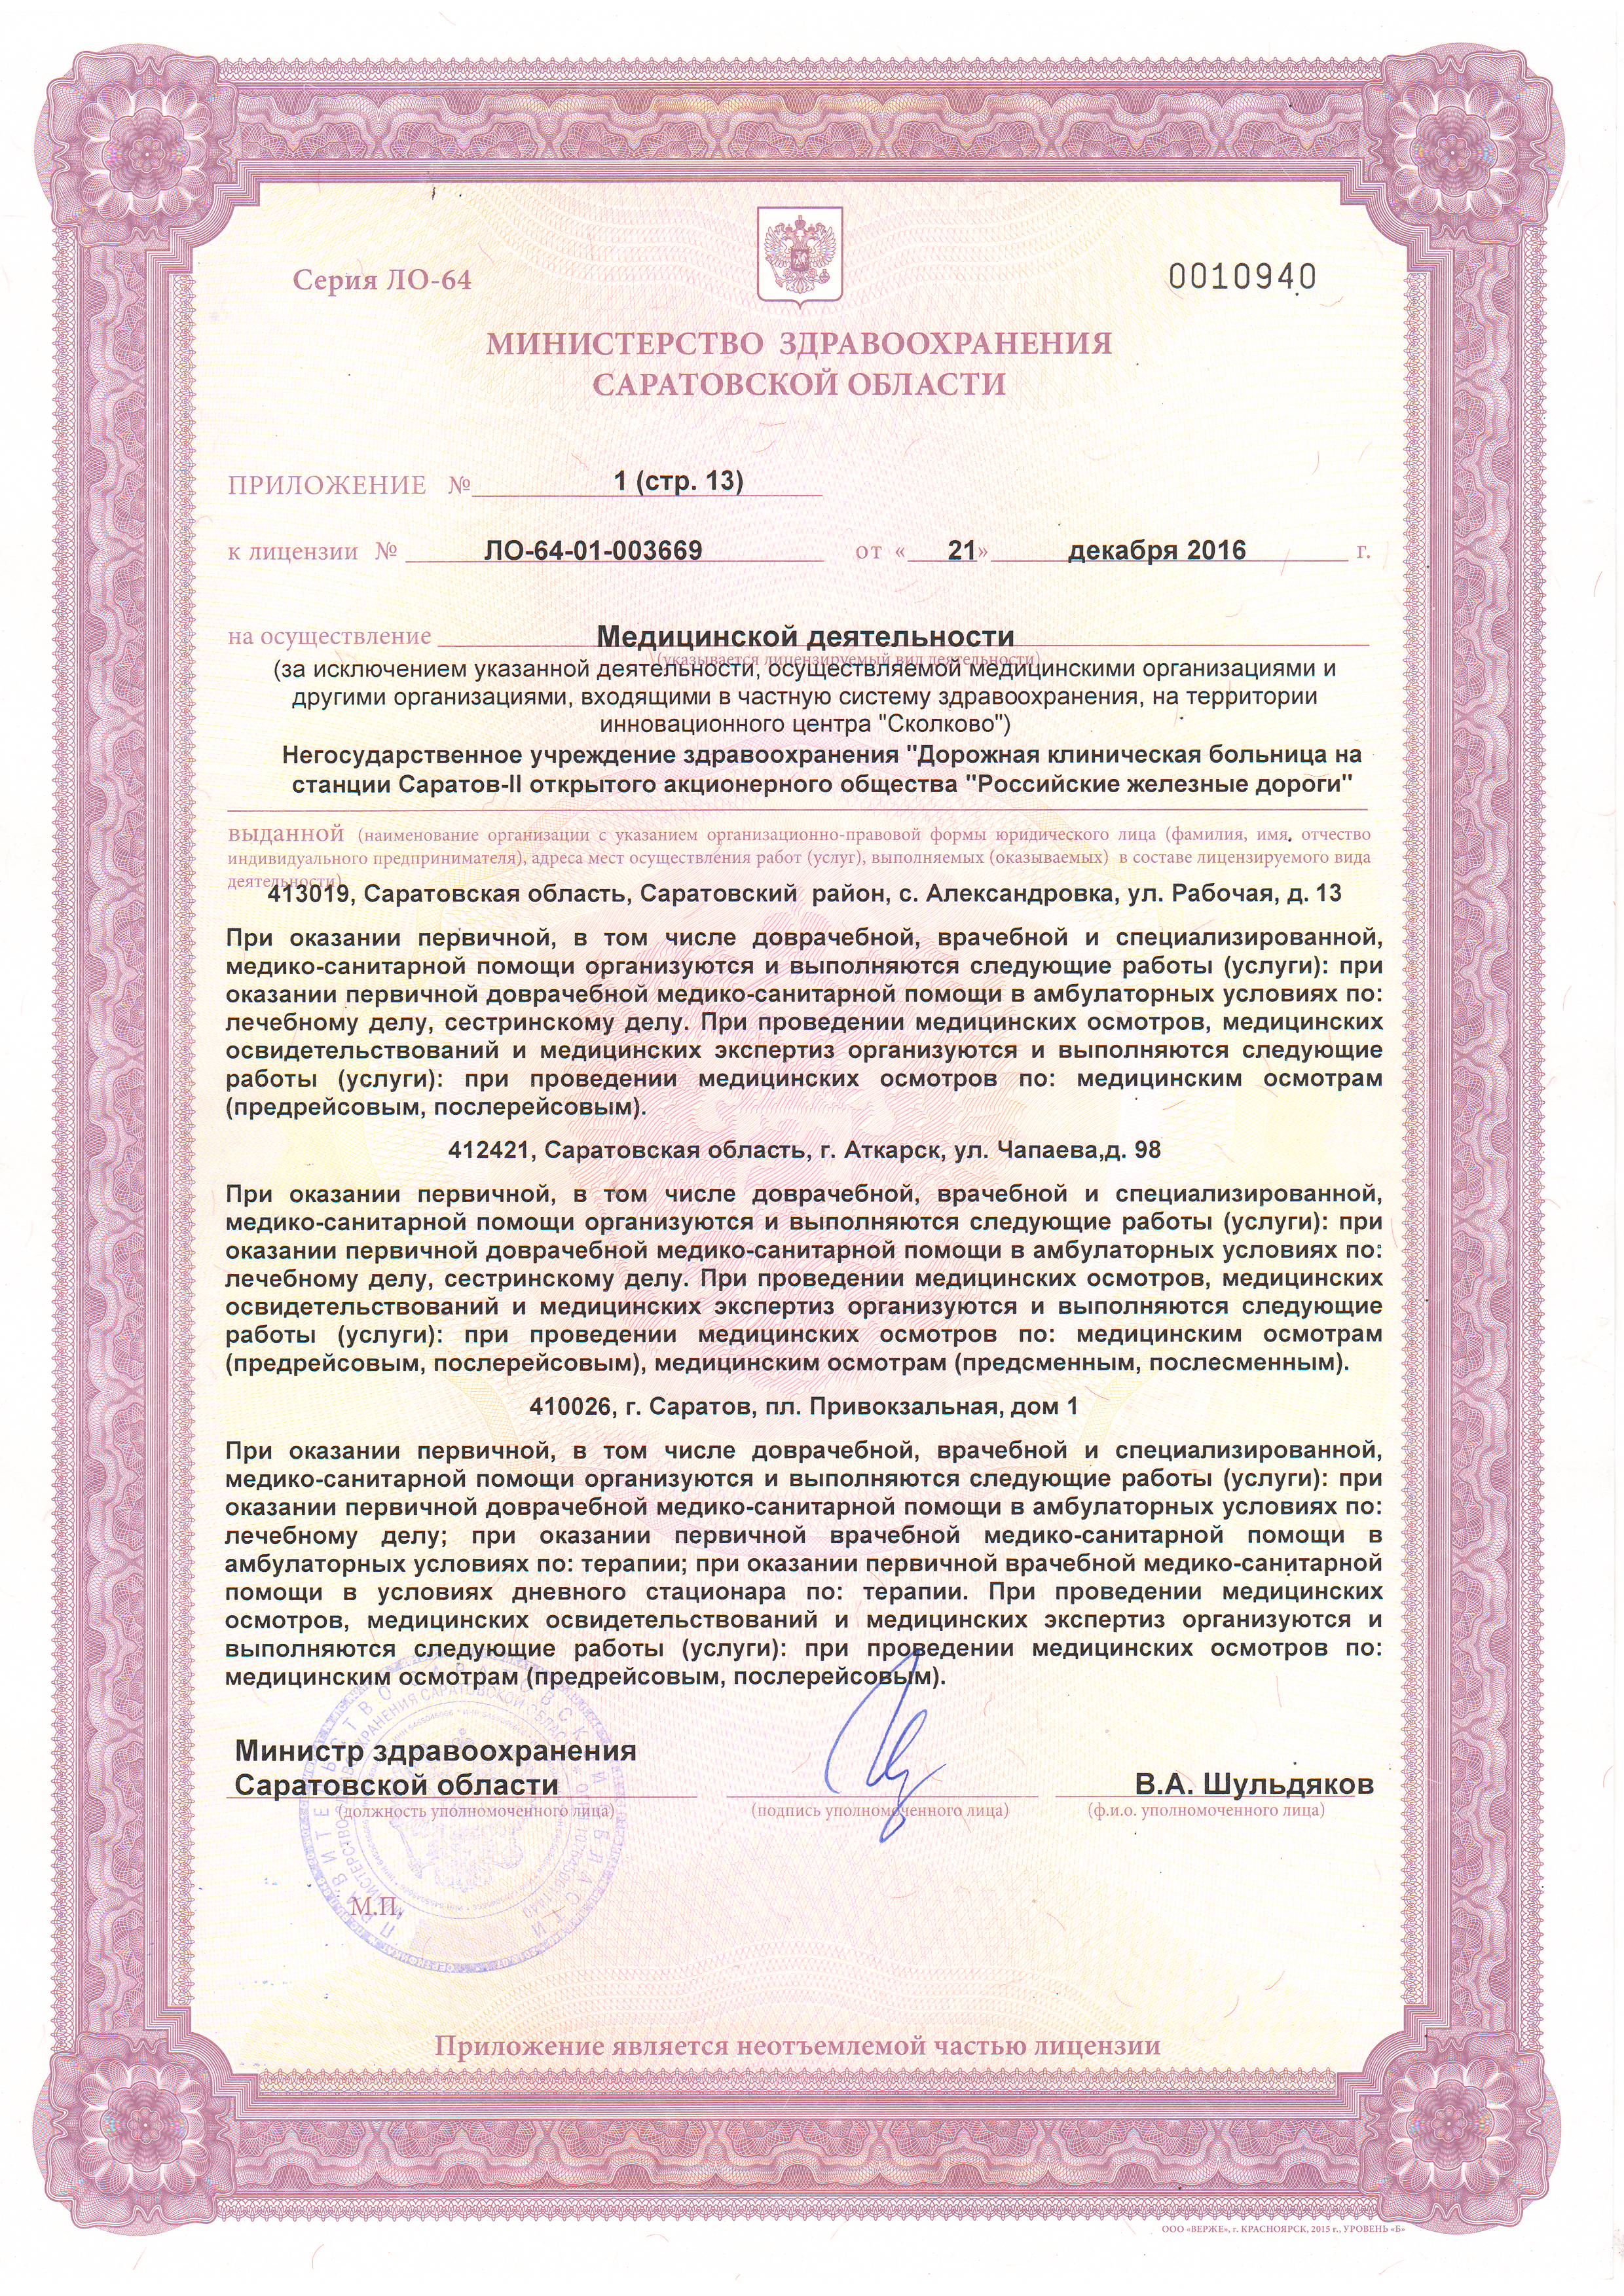 Серия ЛО-64
0010940
МИНИСТЕРСТВО ЗДРАВООХРАНЕНИЯ
САРАТОВСКОЙ ОБЛАСТИ
ПРИЛОЖЕНИЕ № 1 (стр. 13)
к лицензии № ЛО-64-01-003669 от « 21 » декабря 2016 г.
на осуществление Медицинской деятельности
(указывается лицензируемый вид деятельности)
(за исключением указанной деятельности, осуществляемой медицинскими организациями и
другими организациями, входящими в частную систему здравоохранения, на территории
инновационного центра "Сколково")
Негосударственное учреждение здравоохранения "Дорожная клиническая больница на
станции Саратов-II открытого акционерного общества "Российские железные дороги"
выданной (наименование организации с указанием организационно-правовой формы юридического лица (фамилия, имя, отчество
индивидуального предпринимателя), адреса мест осуществления работ (услуг), выполняемых (оказываемых) в составе лицензируемого вида
деятельности)
413019, Саратовская область, Саратовский район, с. Александровка, ул. Рабочая, д. 13
При оказании первичной, в том числе доврачебной, врачебной и специализированной,
медико-санитарной помощи организуются и выполняются следующие работы (услуги): при
оказании первичной доврачебной медико-санитарной помощи в амбулаторных условиях по:
лечебному делу, сестринскому делу. При проведении медицинских осмотров, медицинских
освидетельствований и медицинских экспертиз организуются и выполняются следующие
работы (услуги): при проведении медицинских осмотров по: медицинским осмотрам
(предрейсовым, послерейсовым).
412421, Саратовская область, г. Аткарск, ул. Чапаева,д. 98
При оказании первичной, в том числе доврачебной, врачебной и специализированной,
медико-санитарной помощи организуются и выполняются следующие работы (услуги): при
оказании первичной доврачебной медико-санитарной помощи в амбулаторных условиях по:
лечебному делу, сестринскому делу. При проведении медицинских осмотров, медицинских
освидетельствований и медицинских экспертиз организуются и выполняются следующие
работы (услуги): при проведении медицинских осмотров по: медицинским осмотрам
(предрейсовым, послерейсовым), медицинским осмотрам (предсменным, послесменным).
410026, г. Саратов, пл. Привокзальная, дом 1
При оказании первичной, в том числе доврачебной, врачебной и специализированной,
медико-санитарной помощи организуются и выполняются следующие работы (услуги): при
оказании первичной доврачебной медико-санитарной помощи в амбулаторных условиях по:
лечебному делу; при оказании первичной врачебной медико-санитарной помощи в
амбулаторных условиях по: терапии; при оказании первичной врачебной медико-санитарной
помощи в условиях дневного стационара по: терапии. При проведении медицинских
осмотров, медицинских освидетельствований и медицинских экспертиз организуются и
выполняются следующие работы (услуги): при проведении медицинских осмотров по:
медицинским осмотрам (предрейсовым, послерейсовым).
Министр здравоохранения
Саратовской области
В.А. Шульдяков
(должность уполномоченного лица)
(подпись уполномоченного лица)
(ф.и.о. уполномоченного лица)
М.П.
Приложение является неотъемлемой частью лицензии
ООО «ВЕРЖЕ», г. КРАСНОЯРСК, 2015 г., УРОВЕНЬ «Б»